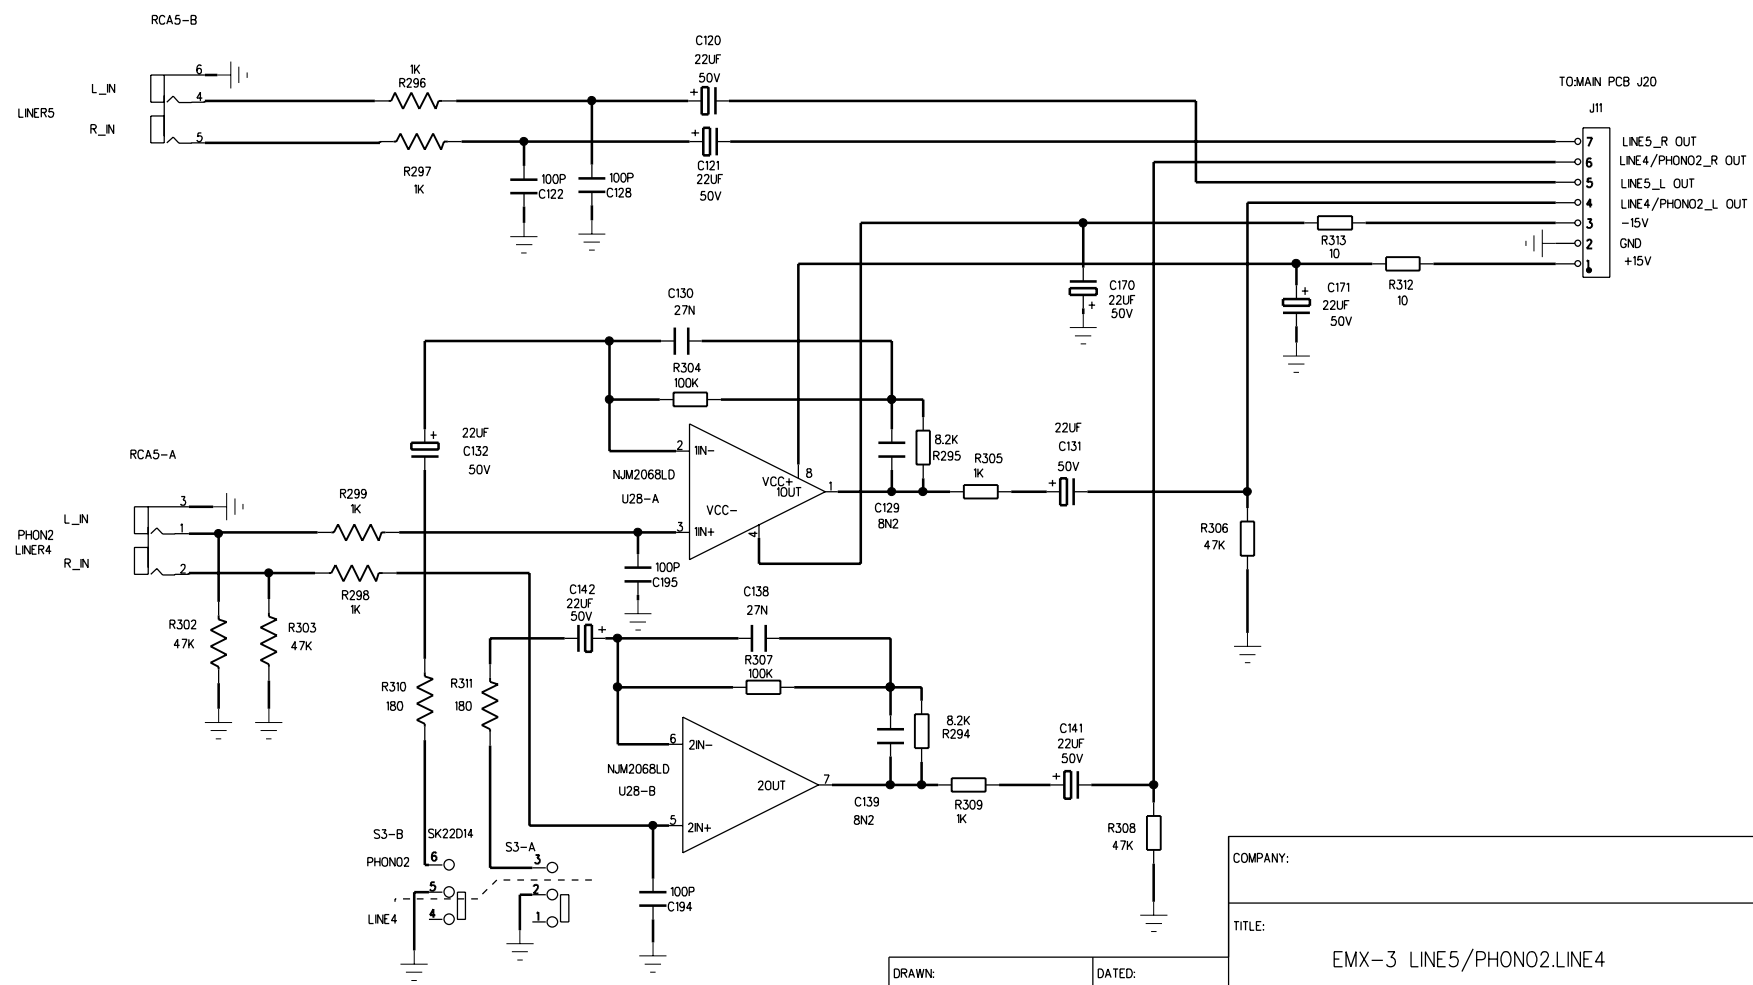 RCA5-B
L_IN
LINER5
R_IN
6
4
5
1K
R296
R297
1K
C120
22UF
50V
+
+
C121
22UF
50V
100P
C122
100P
C128
TO:MAIN PCB J20
J11
7 LINE5_R OUT
6 LINE4/PHONO2_R OUT
5 LINE5_L OUT
4 LINE4/PHONO2_L OUT
3 -15V
2 GND
1 +15V
R313
10
R312
10
C170
22UF
50V
+
C171
22UF
50V
+
C130
27N
R304
100K
+
22UF
C132
50V
2 1IN-
NJM2068LD
U28-A
VCC+
8
1OUT
1
VCC-
4
3 1IN+
8.2K
R295
C129
8N2
R305
1K
22UF
C131
50V
+
R306
47K
RCA5-A
L_IN
PHON2
LINER4
R_IN
3
1
2
R299
1K
R298
1K
100P
C195
R302
47K
R303
47K
C142
22UF
50V
+
C138
27N
R307
100K
R310
180
R311
180
6 2IN-
NJM2068LD
U28-B
2OUT
7
5 2IN+
8.2K
R294
C139
8N2
R309
1K
C141
22UF
50V
+
R308
47K
S3-B
SK22D14
S3-A
PHONO2
6
5
4
LINE4
3
2
1
100P
C194
COMPANY:
TITLE:
EMX-3 LINE5/PHONO2.LINE4
DRAWN:
DATED: